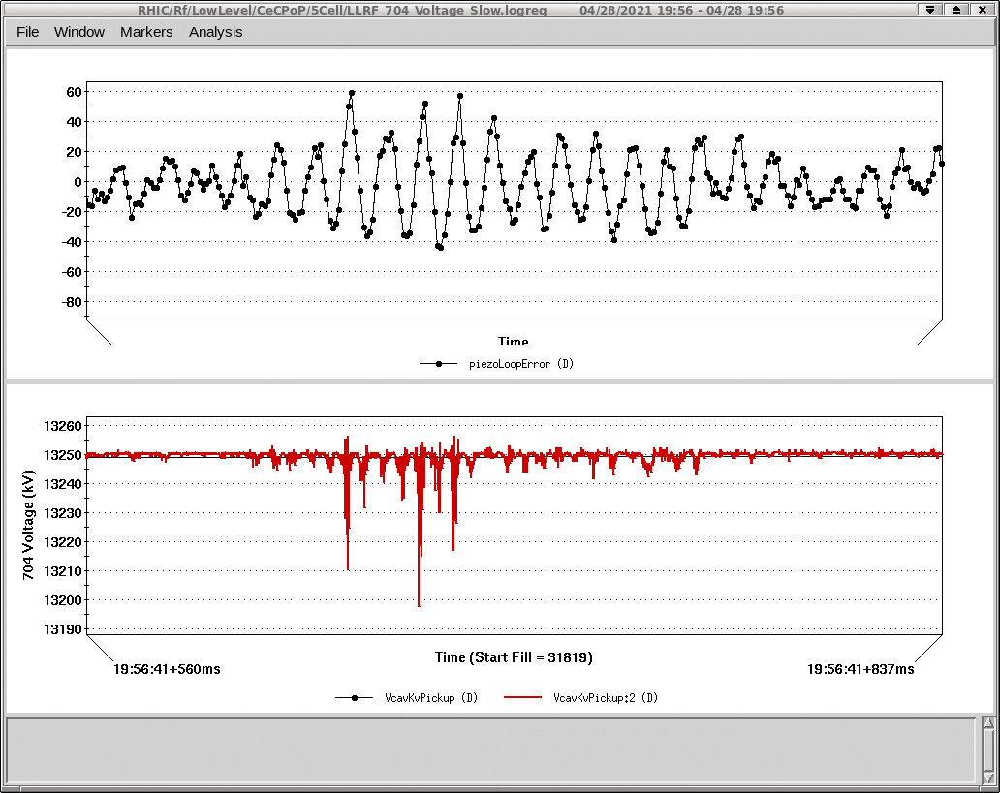 RHIC/Rf/LowLevel/CeCPoP/5Cell/LLRF 704 Voltage Slow.logreq 04/28/2021 19:56 - 04/28 19:56
File Window Markers Analysis
60
40
20
0
-20
-40
-60
-80
Time
piezoLoopError (D)
13260
13250
13240
13230
13220
13210
13200
13190
704 Voltage (kV)
19:56:41+560ms
Time (Start Fill = 31819)
19:56:41+837ms
VcavKvPickup (D) VcavKvPickup:2 (D)